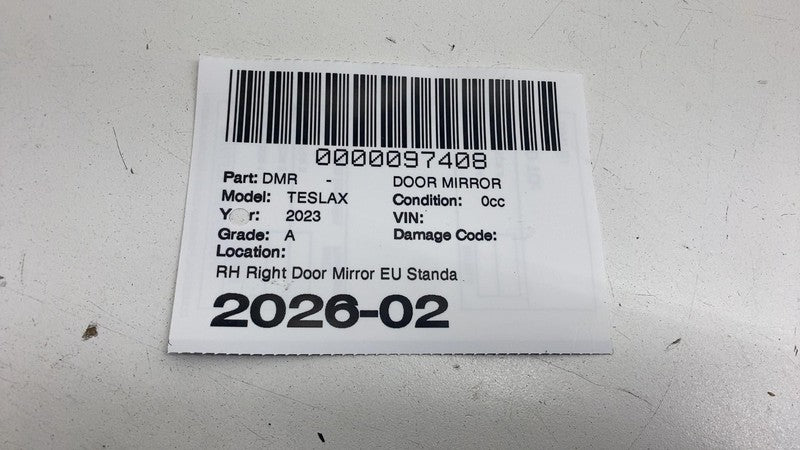 0000097408
Part: DMR - DOOR MIRROR
Model: TESLAX Condition: 0cc
Year: 2023 VIN:
Grade: A Damage Code:
Location:
RH Right Door Mirror EU Standa
2026-02